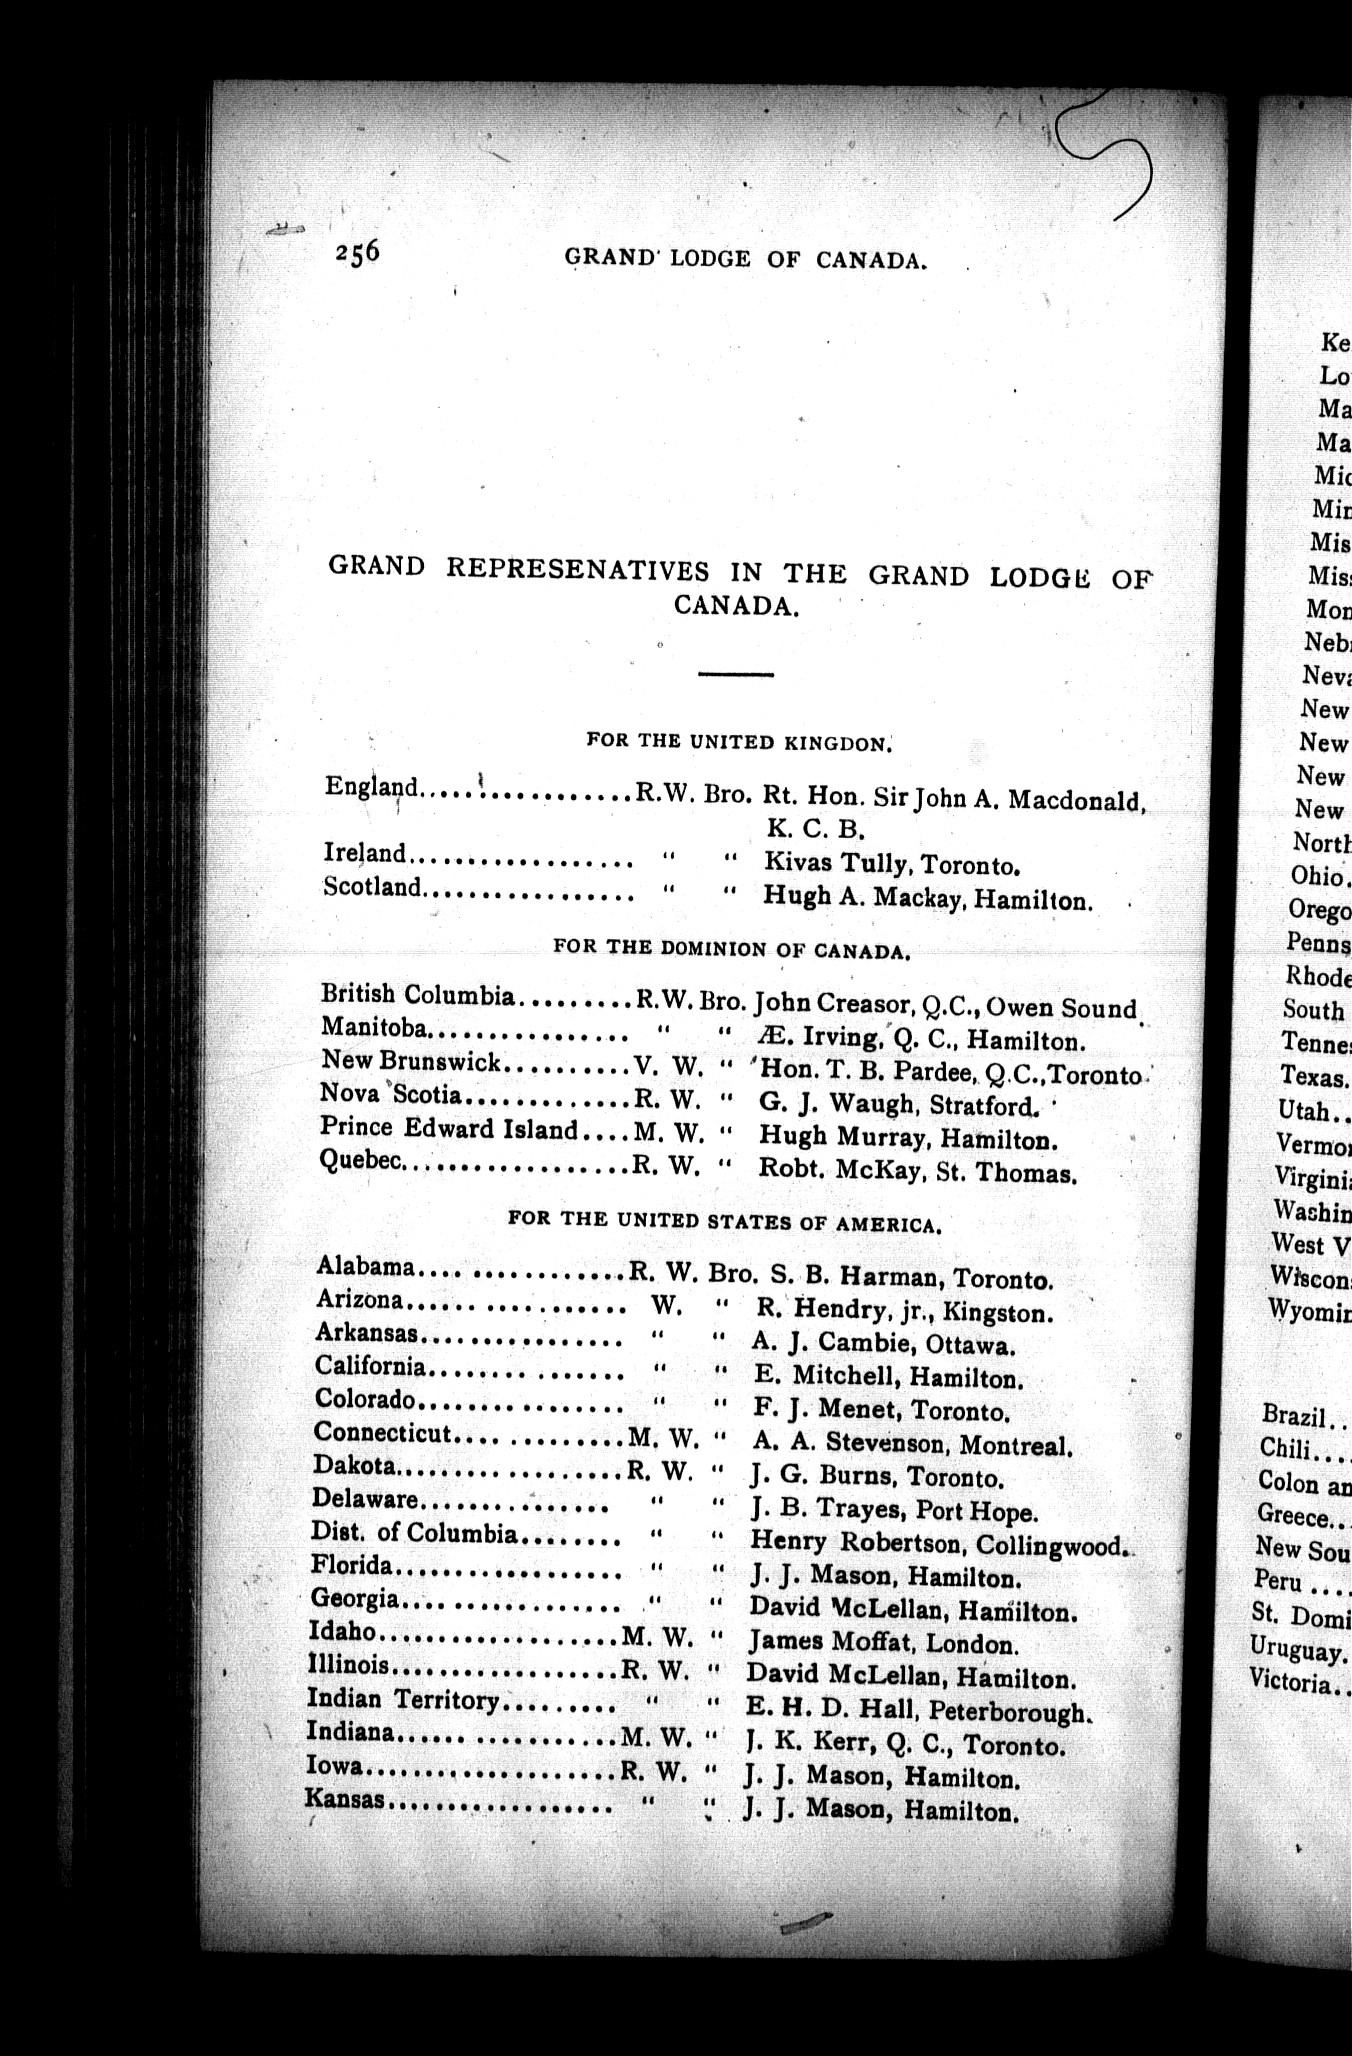 256 GRAND LODGE OF CANADA.
GRAND REPRESENATIVES IN THE GRAND LODGE OF
CANADA.
FOR THE UNITED KINGDON.
England.................R.W. Bro. Rt. Hon. Sir John A. Macdonald,
K. C. B.
Ireland................. " " Kivas Tully, Toronto.
Scotland................ " " Hugh A. Mackay, Hamilton.
FOR THE DOMINION OF CANADA.
British Columbia.........R.W. Bro. John Creasor, Q.C., Owen Sound.
Manitoba................ " " Æ. Irving, Q. C., Hamilton.
New Brunswick..........V. W. " Hon. T. B. Pardee, Q.C., Toronto.
Nova Scotia.............R. W. " G. J. Waugh, Stratford.
Prince Edward Island....M. W. " Hugh Murray, Hamilton.
Quebec..................R. W. " Robt. McKay, St. Thomas.
FOR THE UNITED STATES OF AMERICA.
Alabama.... ............R. W. Bro. S. B. Harman, Toronto.
Arizona...... ........... W. " R. Hendry, jr., Kingston.
Arkansas................ " " A. J. Cambie, Ottawa.
California........ ....... " " E. Mitchell, Hamilton.
Colorado................ " " F. J. Menet, Toronto.
Connecticut.... ..........M. W. " A. A. Stevenson, Montreal.
Dakota..................R. W. " J. G. Burns, Toronto.
Delaware............... " " J. B. Trayes, Port Hope.
Dist. of Columbia........ " " Henry Robertson, Collingwood.
Florida.................. " " J. J. Mason, Hamilton.
Georgia.... ............. " " David McLellan, Hamilton.
Idaho...................M. W. " James Moffat, London.
Illinois..................R. W. " David McLellan, Hamilton.
Indian Territory......... " " E. H. D. Hall, Peterborough.
Indiana...... ............M. W. " J. K. Kerr, Q. C., Toronto.
Iowa....................R. W. " J. J. Mason, Hamilton.
Kansas.................. " " J. J. Mason, Hamilton.
Ke
Lo
Ma
Ma
Mic
Min
Mis
Miss
Mon
Neb
Neva
New
New
New
New
North
Ohio.
Orego
Penns
Rhode
South
Tennes
Texas.
Utah..
Vermo
Virgini
Washin
West V
Wiscon
Wyomin
Brazil..
Chili....
Colon an
Greece...
New Sou
Peru ....
St. Domi
Uruguay.
Victoria..